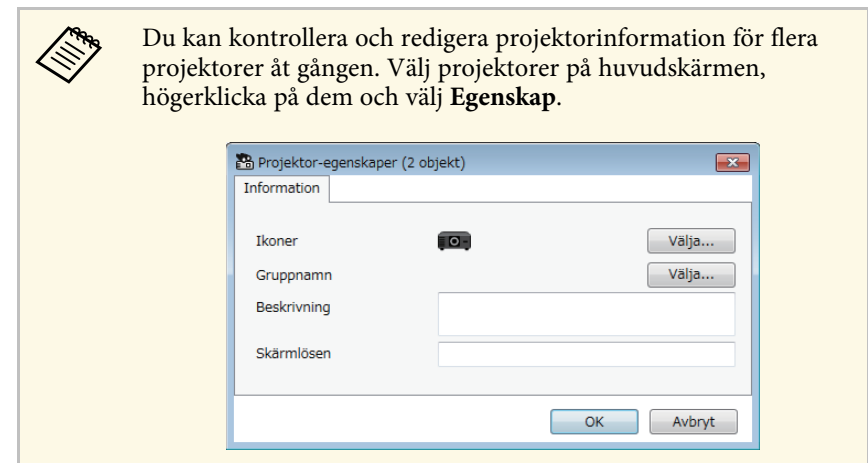 Du kan kontrollera och redigera projektorinformation för flera
projektorer åt gången. Välj projektorer på huvudskärmen,
högerklicka på dem och välj Egenskap.
Projektor-egenskaper (2 objekt)
Information
Ikoner
Välja...
Gruppnamn
Välja...
Beskrivning
Skärmlösen
OK
Avbryt